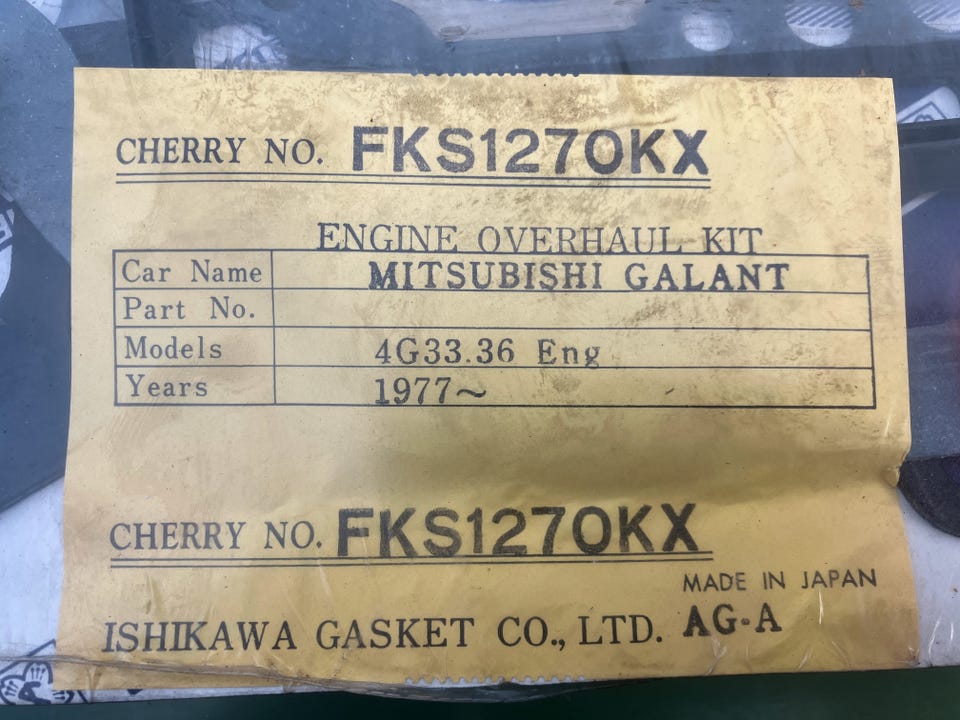 CHERRY NO. FKS1270KX
ENGINE OVERHAUL KIT
Car Name MITSUBISHI GALANT
Part No.
Models 4G33.36 Eng
Years 1977~
CHERRY NO. FKS1270KX
MADE IN JAPAN
ISHIKAWA GASKET CO., LTD. AG-A